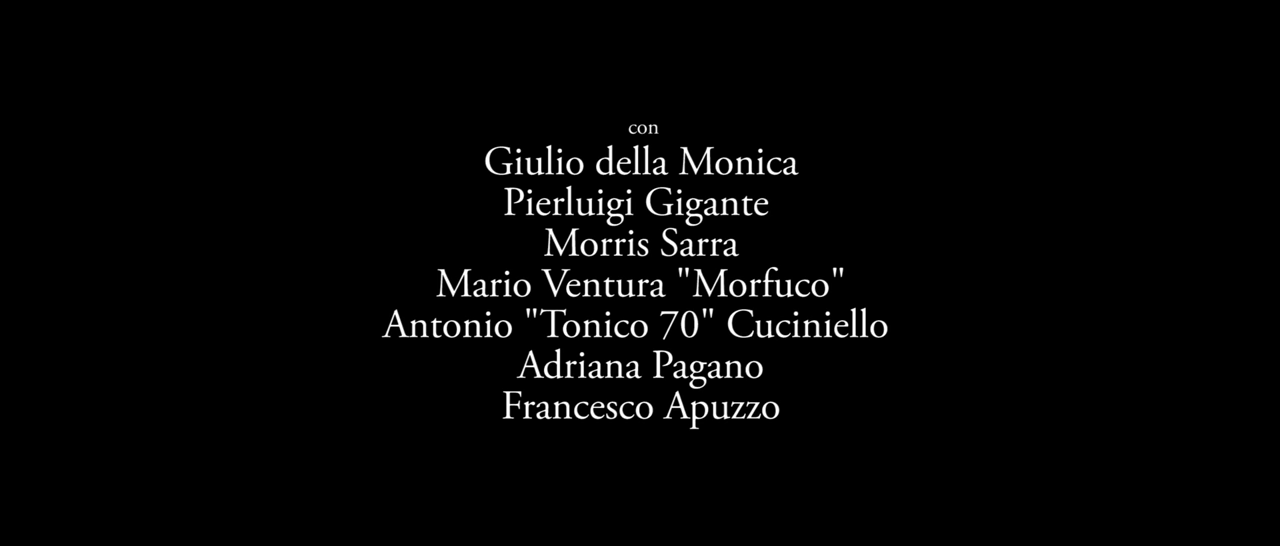 con
Giulio della Monica
Pierluigi Gigante
Morris Sarra
Mario Ventura "Morfuco"
Antonio "Tonico 70" Cuciniello
Adriana Pagano
Francesco Apuzzo